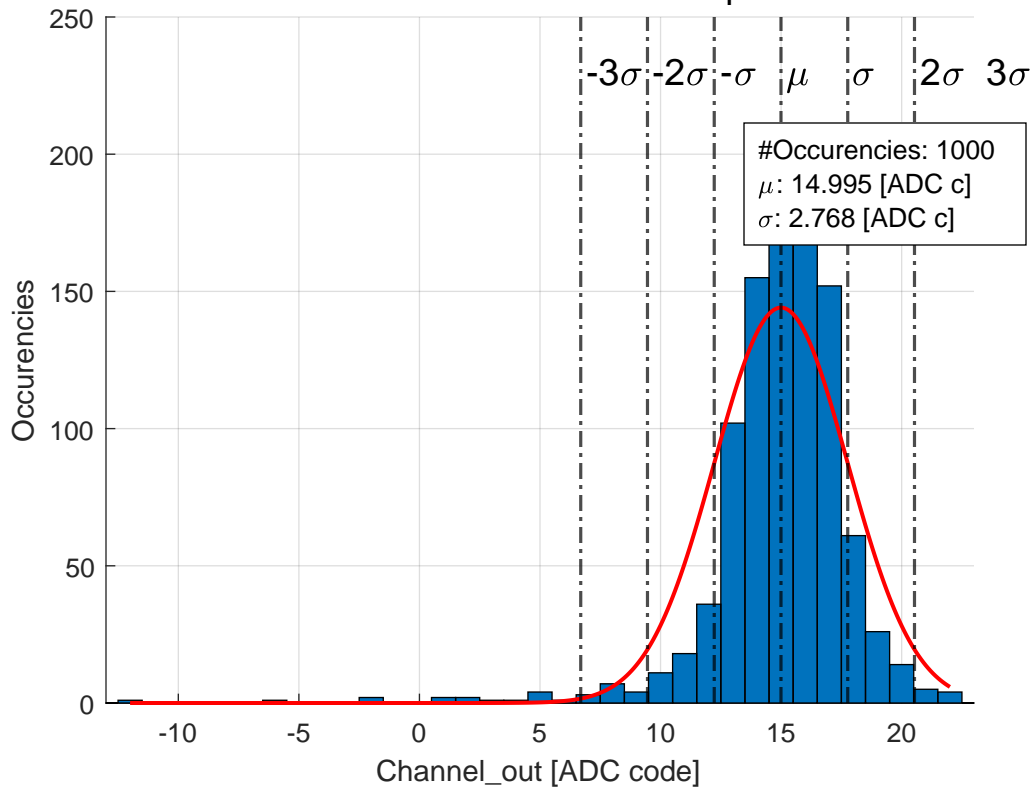 250
-3σ -2σ -σ μ σ 2σ 3σ
200
#Occurencies: 1000
μ: 14.995 [ADC c]
σ: 2.768 [ADC c]
150
Occurencies
100
50
0
-10 -5 0 5 10 15 20
Channel_out [ADC code]